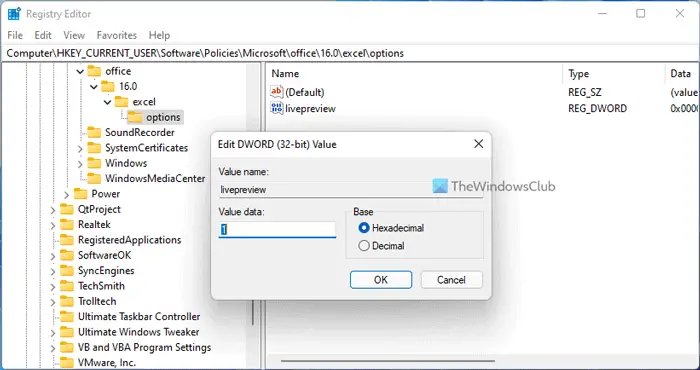 Registry Editor
File Edit View Favorites Help
Computer\HKEY_CURRENT_USER\Software\Policies\Microsoft\office\16.0\excel\options
office
16.0
excel
options
SoundRecorder
SystemCertificates
Windows
WindowsMediaCenter
Power
QtProject
Realtek
RegisteredApplications
SoftwareOK
SyncEngines
TechSmith
Trolltech
Ultimate Taskbar Controller
Ultimate Windows Tweaker
VB and VBA Program Settings
VMware, Inc.
Name Type Data
(Default) REG_SZ (value
livepreview REG_DWORD 0x0000
Edit DWORD (32-bit) Value
Value name:
livepreview
Value data:
1
Base
Hexadecimal
Decimal
OK Cancel
TheWindowsClub